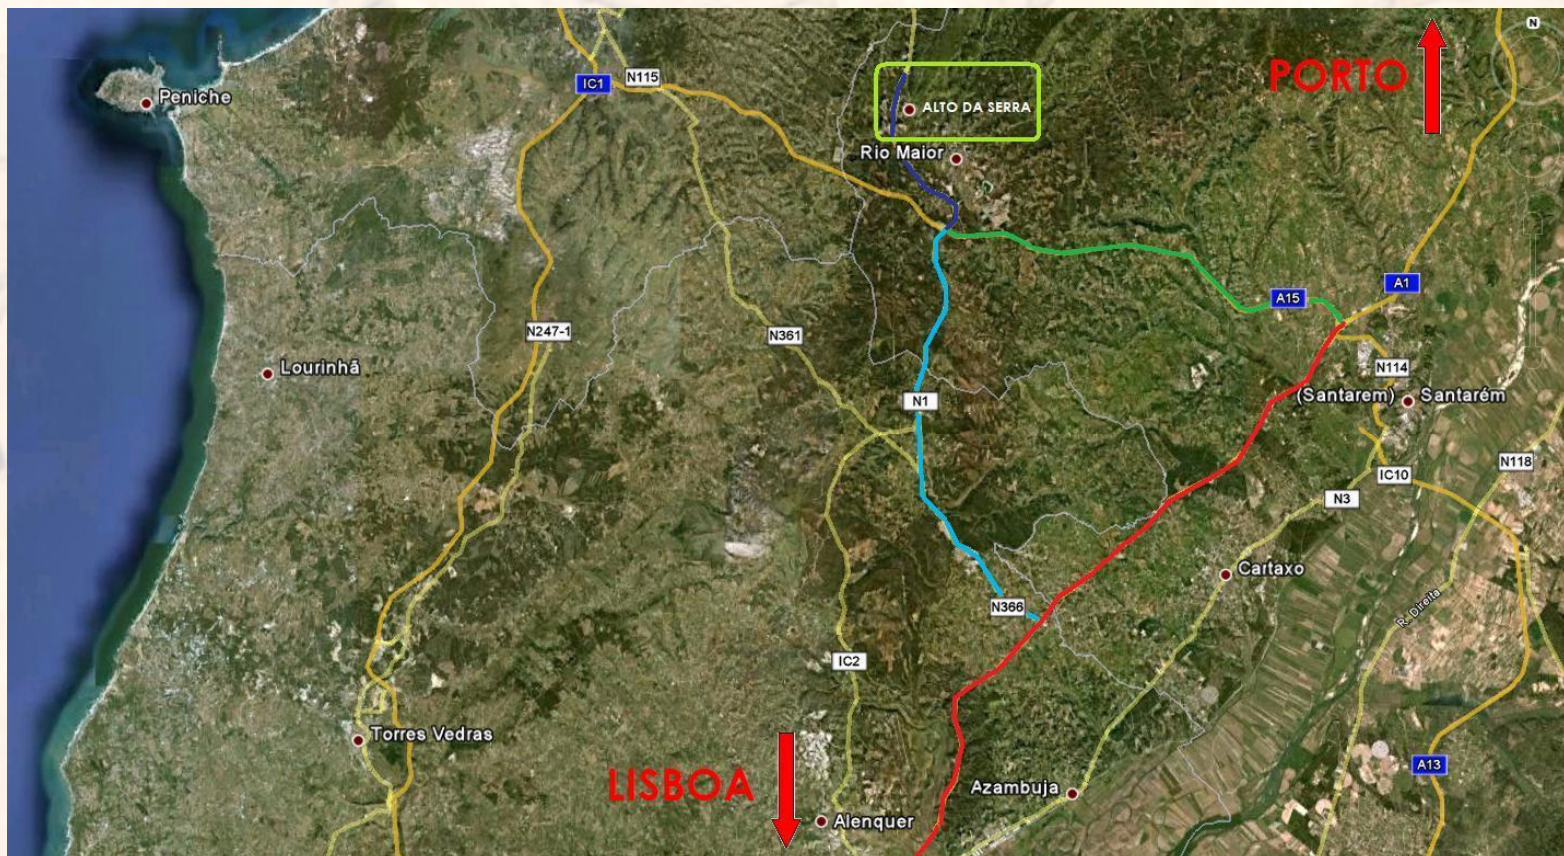 N
PORTO
IC1
N115
Peniche
ALTO DA SERRA
Rio Maior
A1
A15
N247-1
N361
Lourinhã
N114
N1
(Santarem)
Santarém
N118
IC10
N3
Cartaxo
R. Direita
N366
IC2
Torres Vedras
LISBOA
A13
Azambuja
Alenquer